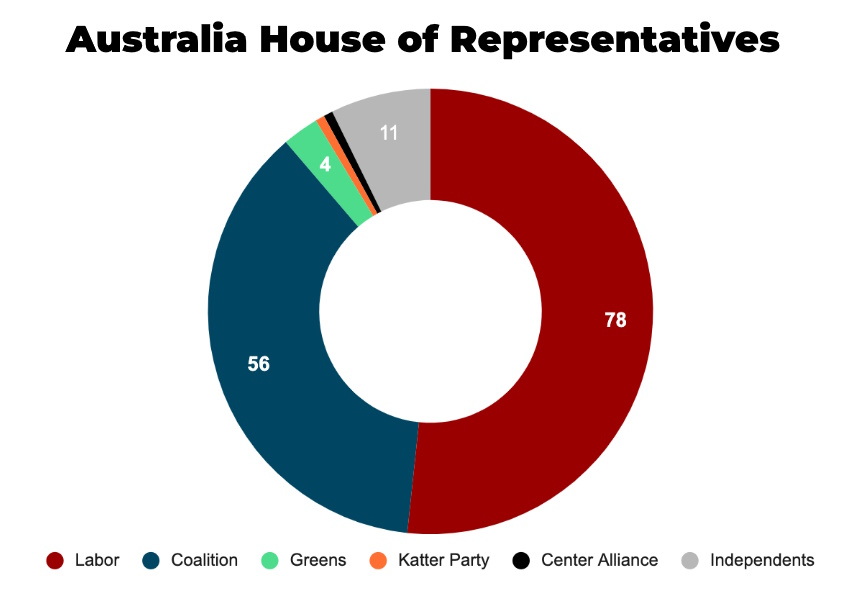 Australia House of Representatives
11
4
78
56
Labor Coalition Greens Katter Party Center Alliance Independents